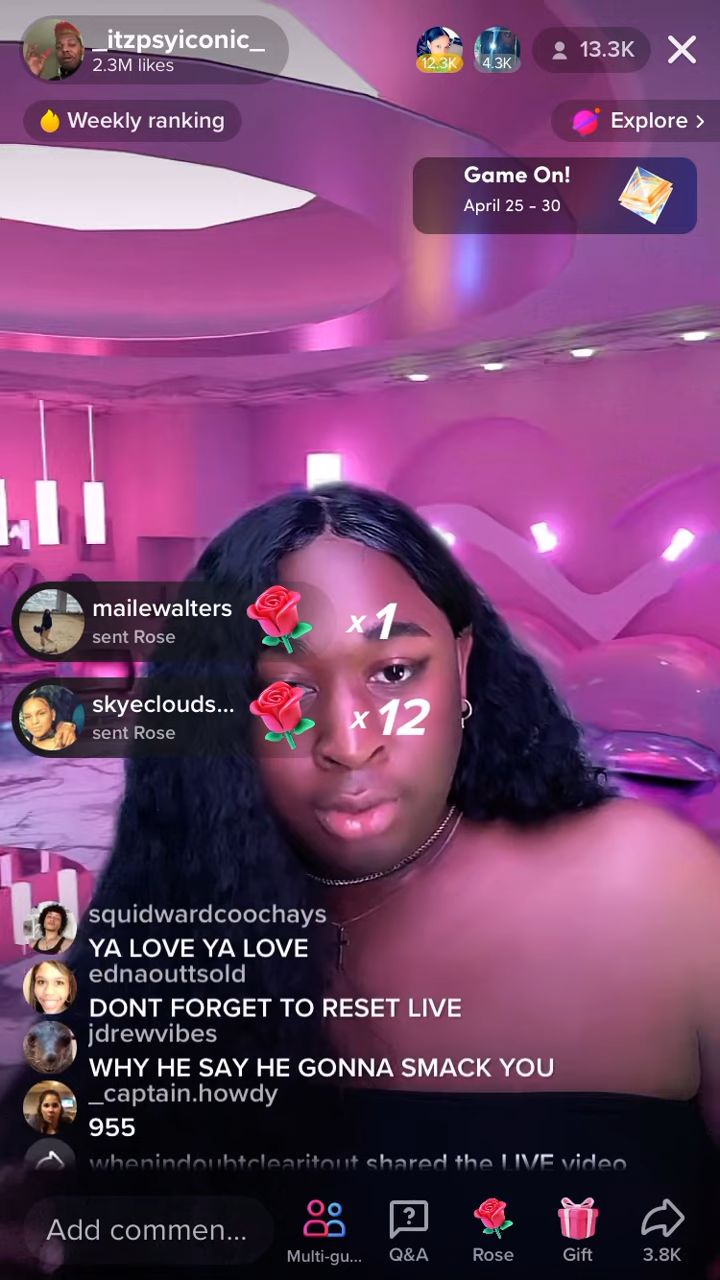 _itzpsyiconic_
2.3M likes
12.3K
4.3K
13.3K
Weekly ranking
Explore >
Game On!
April 25 - 30
mailewalters
sent Rose
x1
skyeclouds...
sent Rose
x12
squidwardcoochays
YA LOVE YA LOVE
ednaouttsold
DONT FORGET TO RESET LIVE
jdrewvibes
WHY HE SAY HE GONNA SMACK YOU
_captain.howdy
955
whenindoubtclearitout shared the LIVE video
Add commen...
Multi-gu...
Q&A
Rose
Gift
3.8K